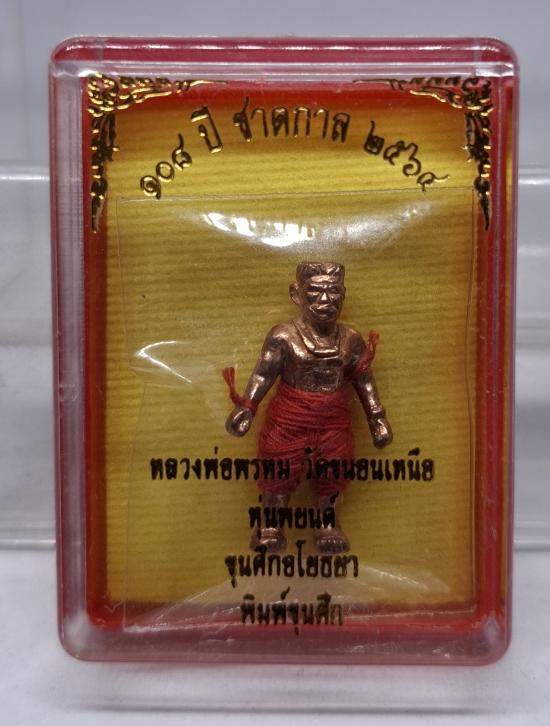 ๑๐๘ ปี ชาตกาล ๒๕๖๔
หลวงพ่อพรหม วัดขนอนเหนือ
หุ่นพยนต์
ขุนศึกอโยธยา
พิมพ์ขุนศึก